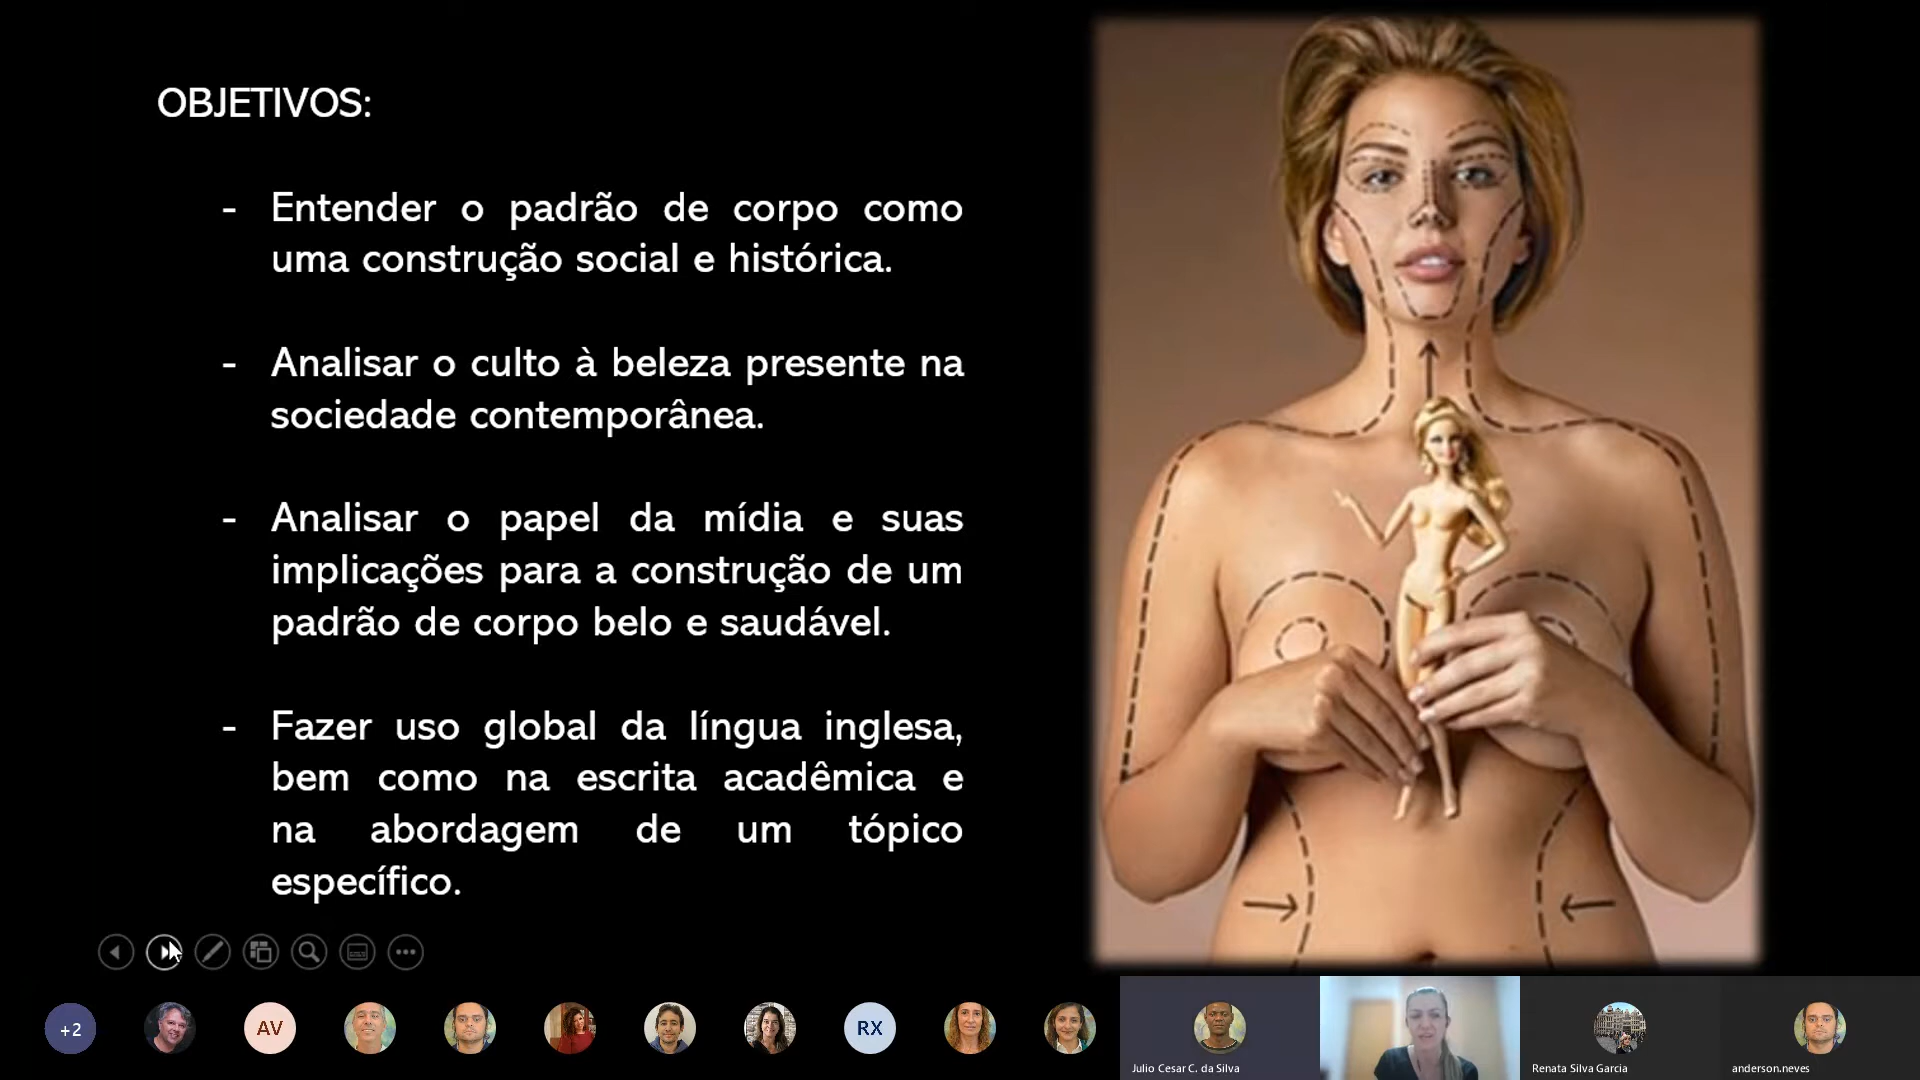 OBJETIVOS:
- Entender o padrão de corpo como
uma construção social e histórica.
- Analisar o culto à beleza presente na
sociedade contemporânea.
- Analisar o papel da mídia e suas
implicações para a construção de um
padrão de corpo belo e saudável.
- Fazer uso global da língua inglesa,
bem como na escrita acadêmica e
na abordagem de um tópico
específico.
+2
AV
RX
Julio Cesar C. da Silva
Renata Silva Garcia
anderson.neves